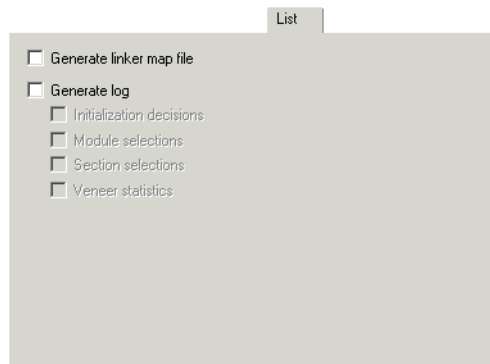 List
Generate linker map file
Generate log
Initialization decisions
Module selections
Section selections
Veneer statistics